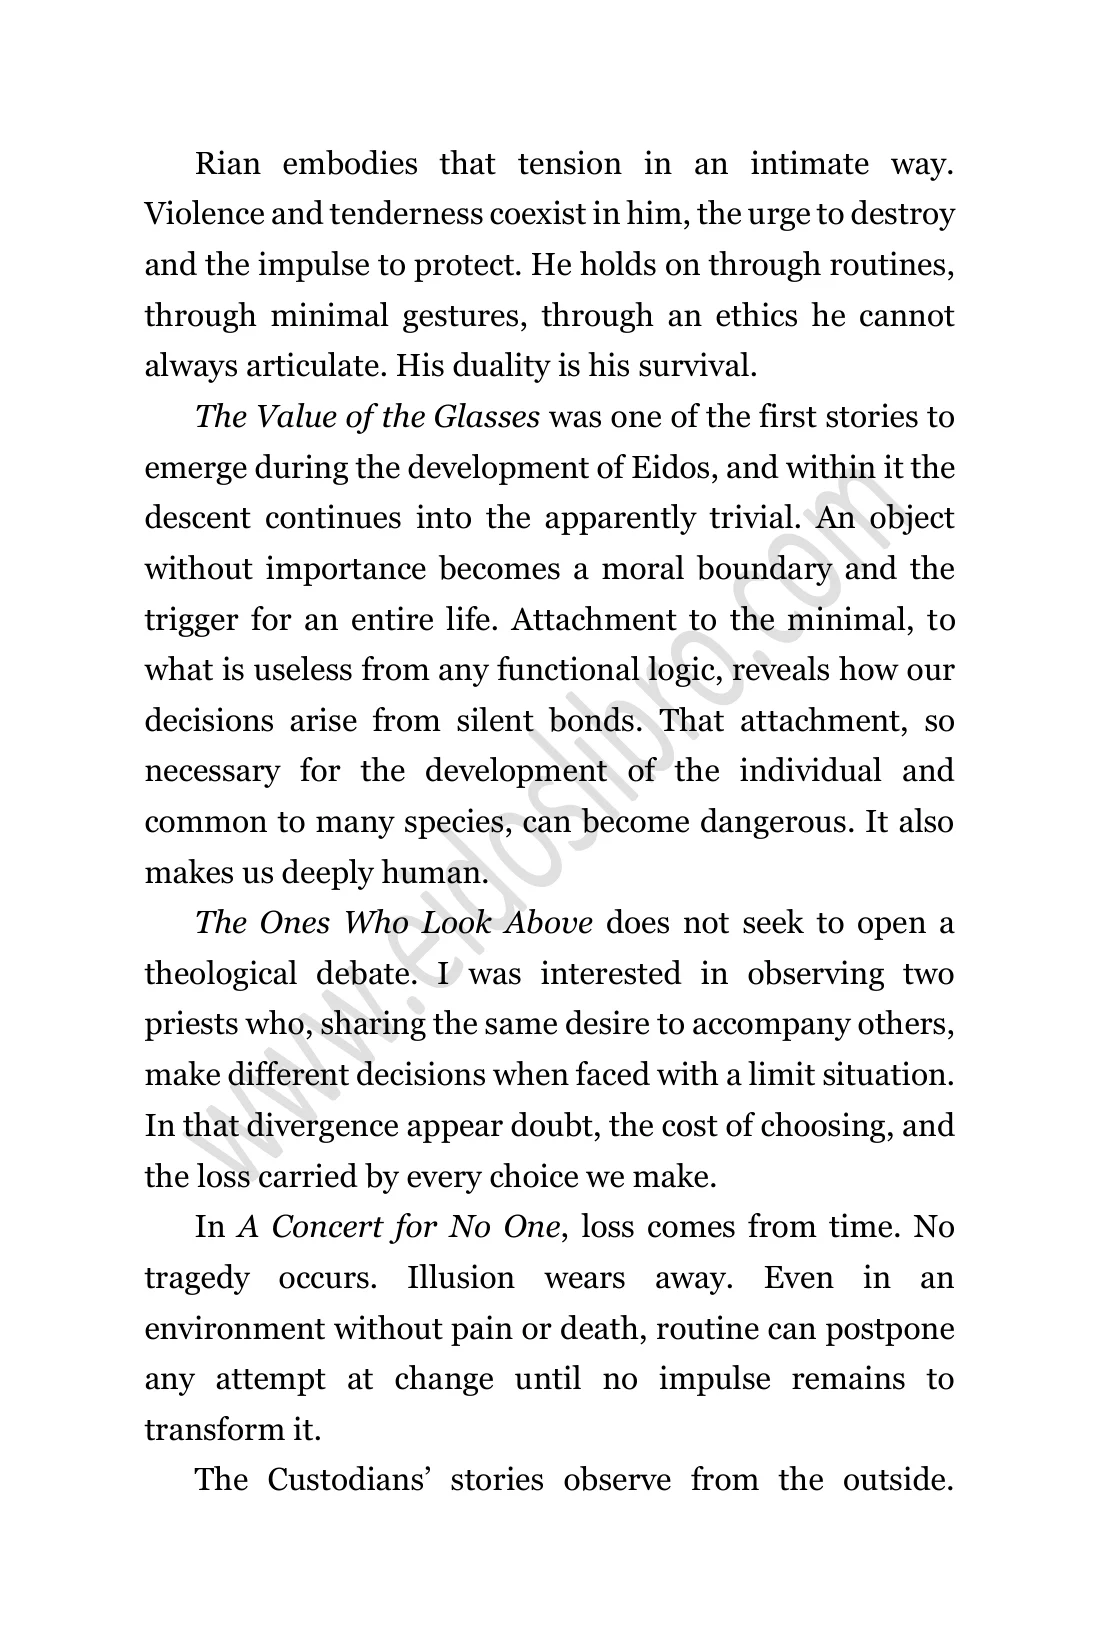 Rian embodies that tension in an intimate way.
Violence and tenderness coexist in him, the urge to destroy
and the impulse to protect. He holds on through routines,
through minimal gestures, through an ethics he cannot
always articulate. His duality is his survival.
The Value of the Glasses was one of the first stories to
emerge during the development of Eidos, and within it the
descent continues into the apparently trivial. An object
without importance becomes a moral boundary and the
trigger for an entire life. Attachment to the minimal, to
what is useless from any functional logic, reveals how our
decisions arise from silent bonds. That attachment, so
necessary for the development of the individual and
common to many species, can become dangerous. It also
makes us deeply human.
The Ones Who Look Above does not seek to open a
theological debate. I was interested in observing two
priests who, sharing the same desire to accompany others,
make different decisions when faced with a limit situation.
In that divergence appear doubt, the cost of choosing, and
the loss carried by every choice we make.
In A Concert for No One, loss comes from time. No
tragedy occurs. Illusion wears away. Even in an
environment without pain or death, routine can postpone
any attempt at change until no impulse remains to
transform it.
The Custodians’ stories observe from the outside.
www.eidoslibro.com